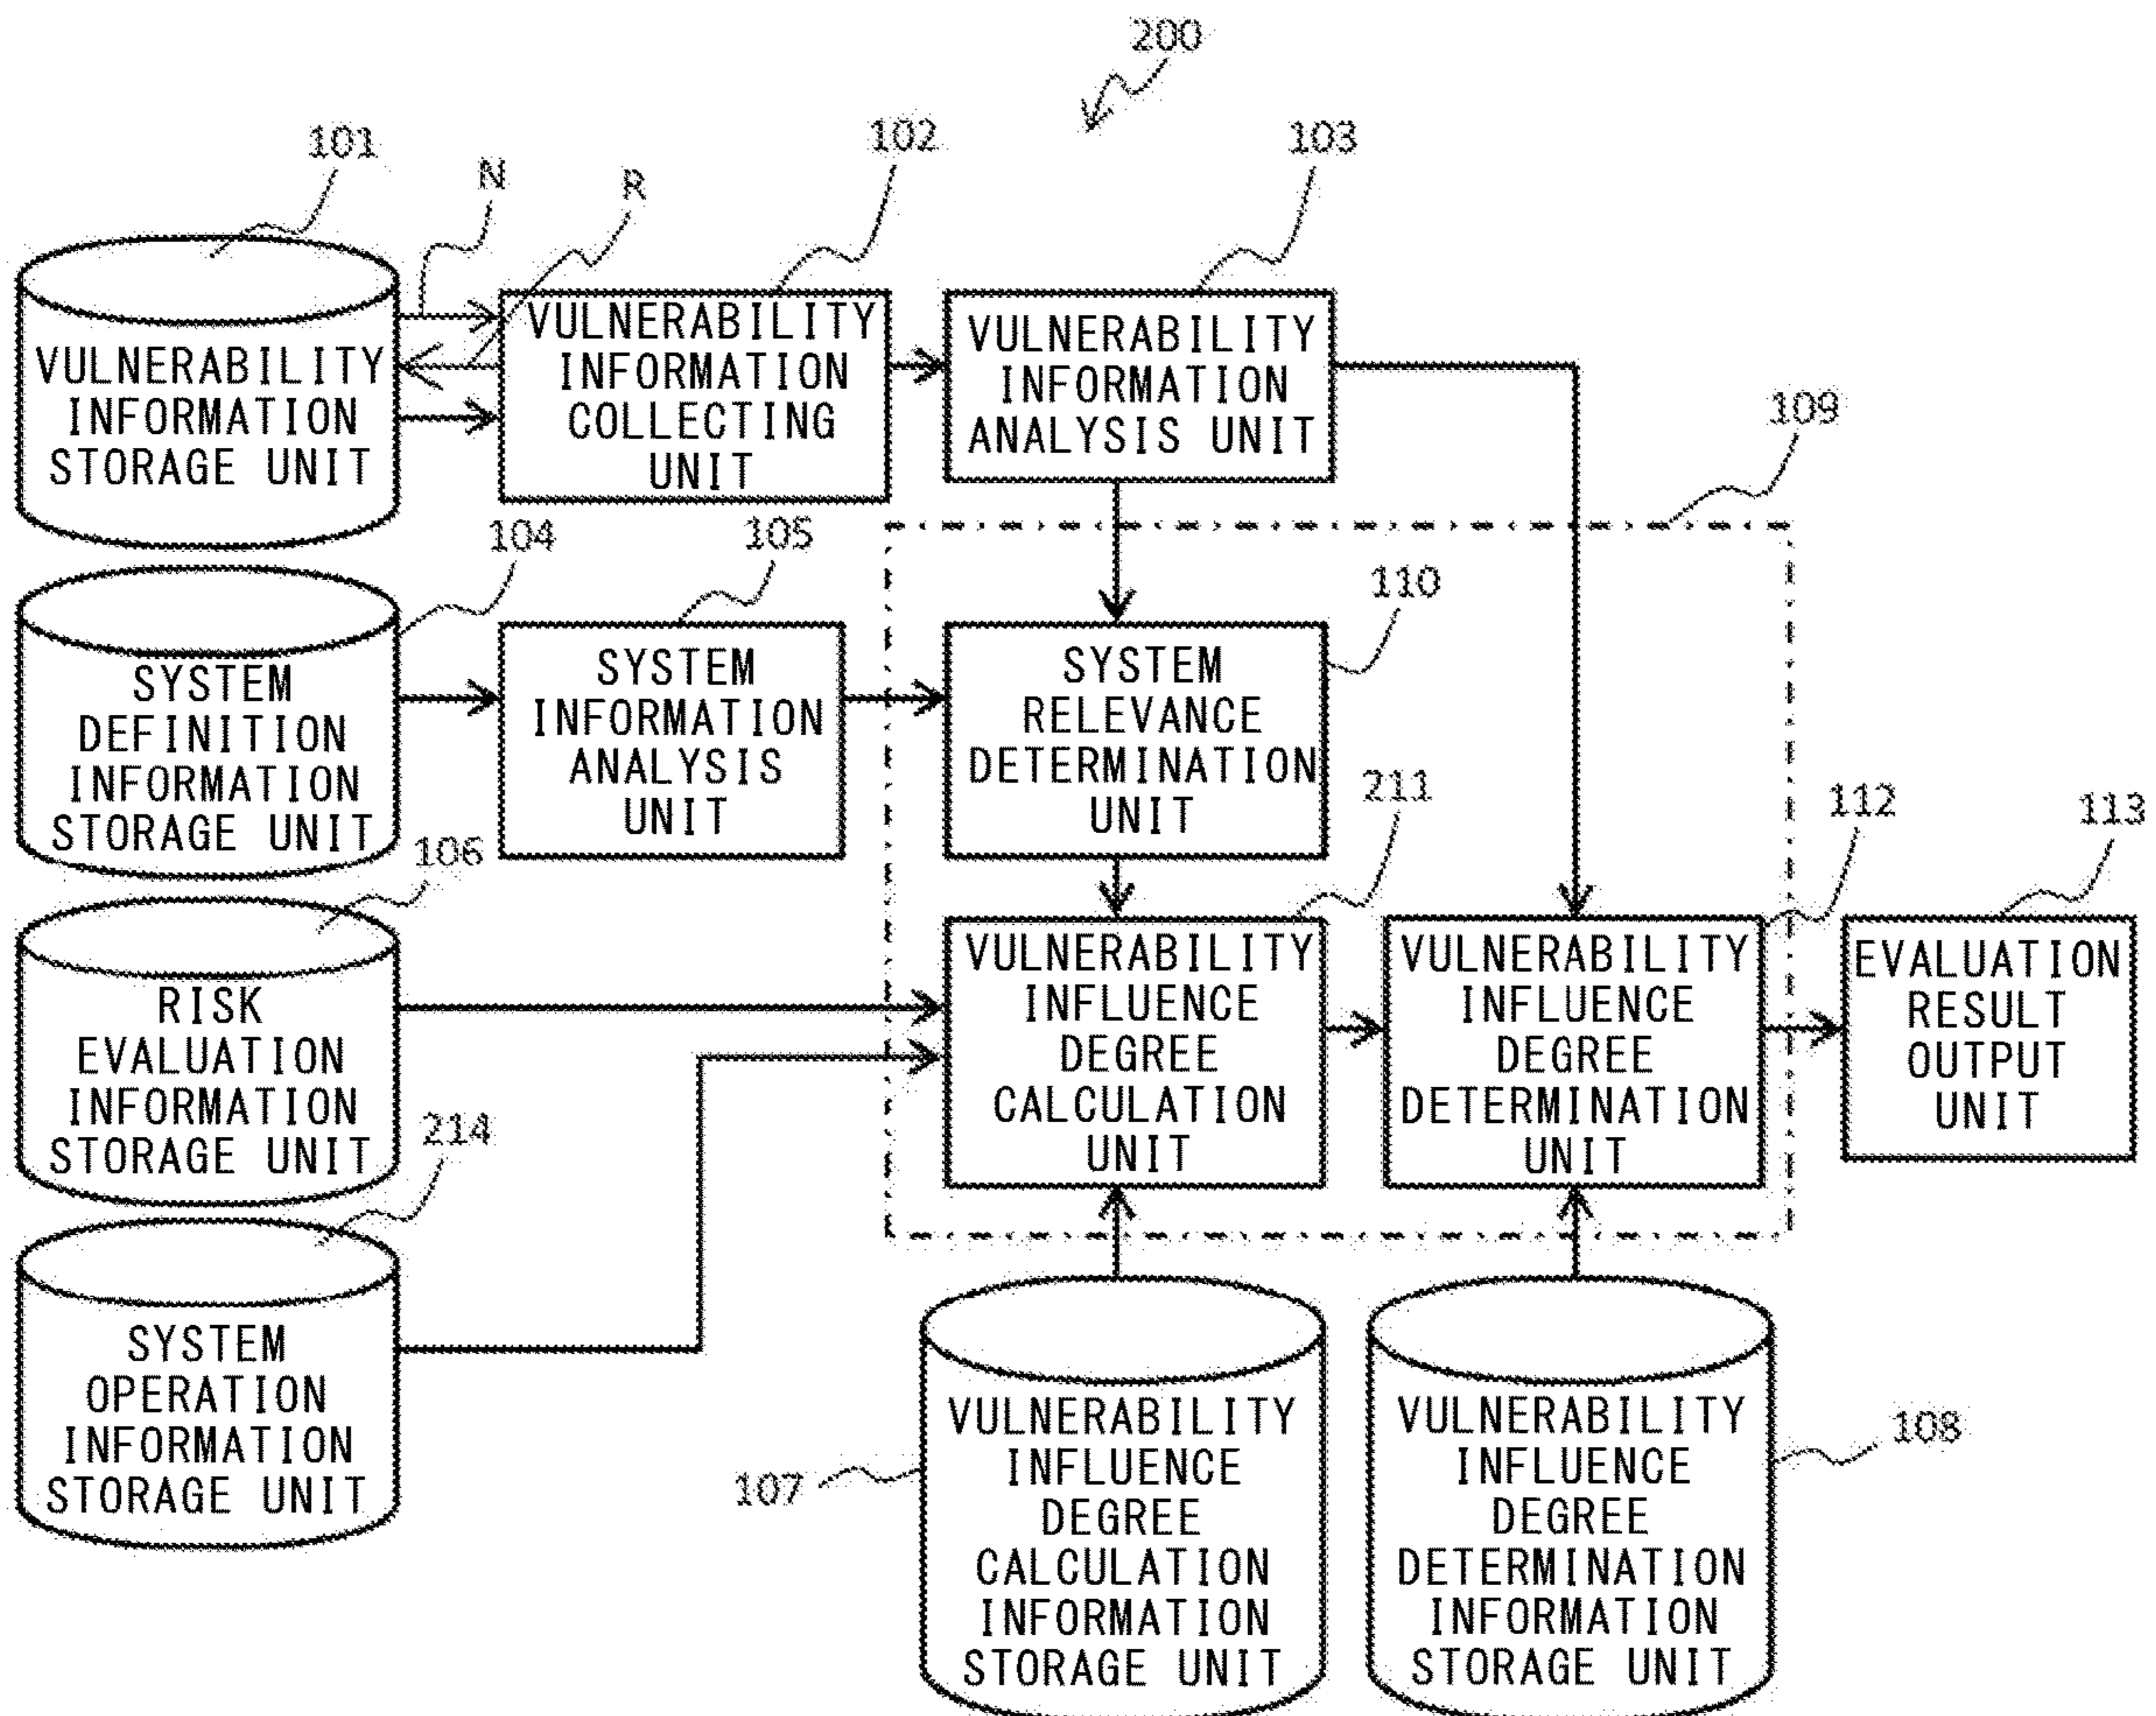 200
101
N
R
102
103
VULNERABILITY
INFORMATION
STORAGE UNIT
VULNERABILITY
INFORMATION
COLLECTING
UNIT
VULNERABILITY
INFORMATION
ANALYSIS UNIT
109
104
105
110
SYSTEM
DEFINITION
INFORMATION
STORAGE UNIT
SYSTEM
INFORMATION
ANALYSIS
UNIT
SYSTEM
RELEVANCE
DETERMINATION
UNIT
211
112
113
106
RISK
EVALUATION
INFORMATION
STORAGE UNIT
VULNERABILITY
INFLUENCE
DEGREE
CALCULATION
UNIT
VULNERABILITY
INFLUENCE
DEGREE
DETERMINATION
UNIT
EVALUATION
RESULT
OUTPUT
UNIT
214
SYSTEM
OPERATION
INFORMATION
STORAGE UNIT
107
VULNERABILITY
INFLUENCE
DEGREE
CALCULATION
INFORMATION
STORAGE UNIT
VULNERABILITY
INFLUENCE
DEGREE
DETERMINATION
INFORMATION
STORAGE UNIT
108